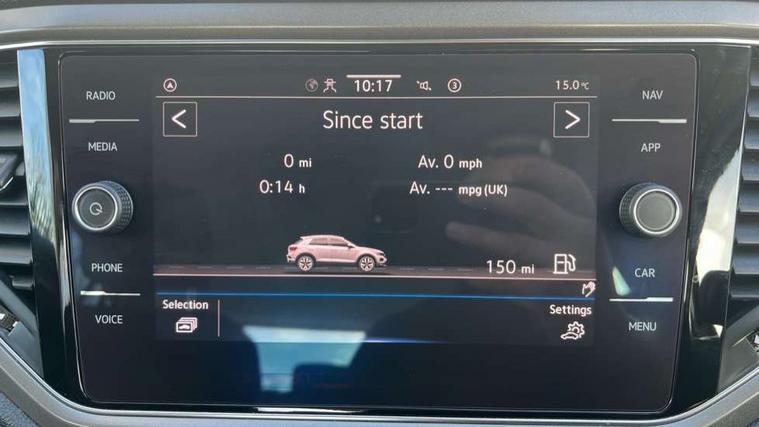 RADIO
MEDIA
PHONE
VOICE
10:17
3
15.0°C
Since start
0 mi
Av. 0 mph
0:14 h
Av. --- mpg (UK)
150 mi
Selection
Settings
NAV
APP
CAR
MENU